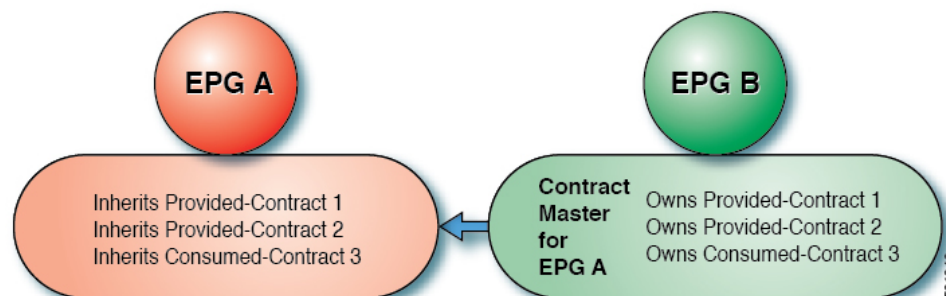 EPG A
EPG B
Inherits Provided-Contract 1
Inherits Provided-Contract 2
Inherits Consumed-Contract 3
Contract
Master
for
EPG A
Owns Provided-Contract 1
Owns Provided-Contract 2
Owns Consumed-Contract 3